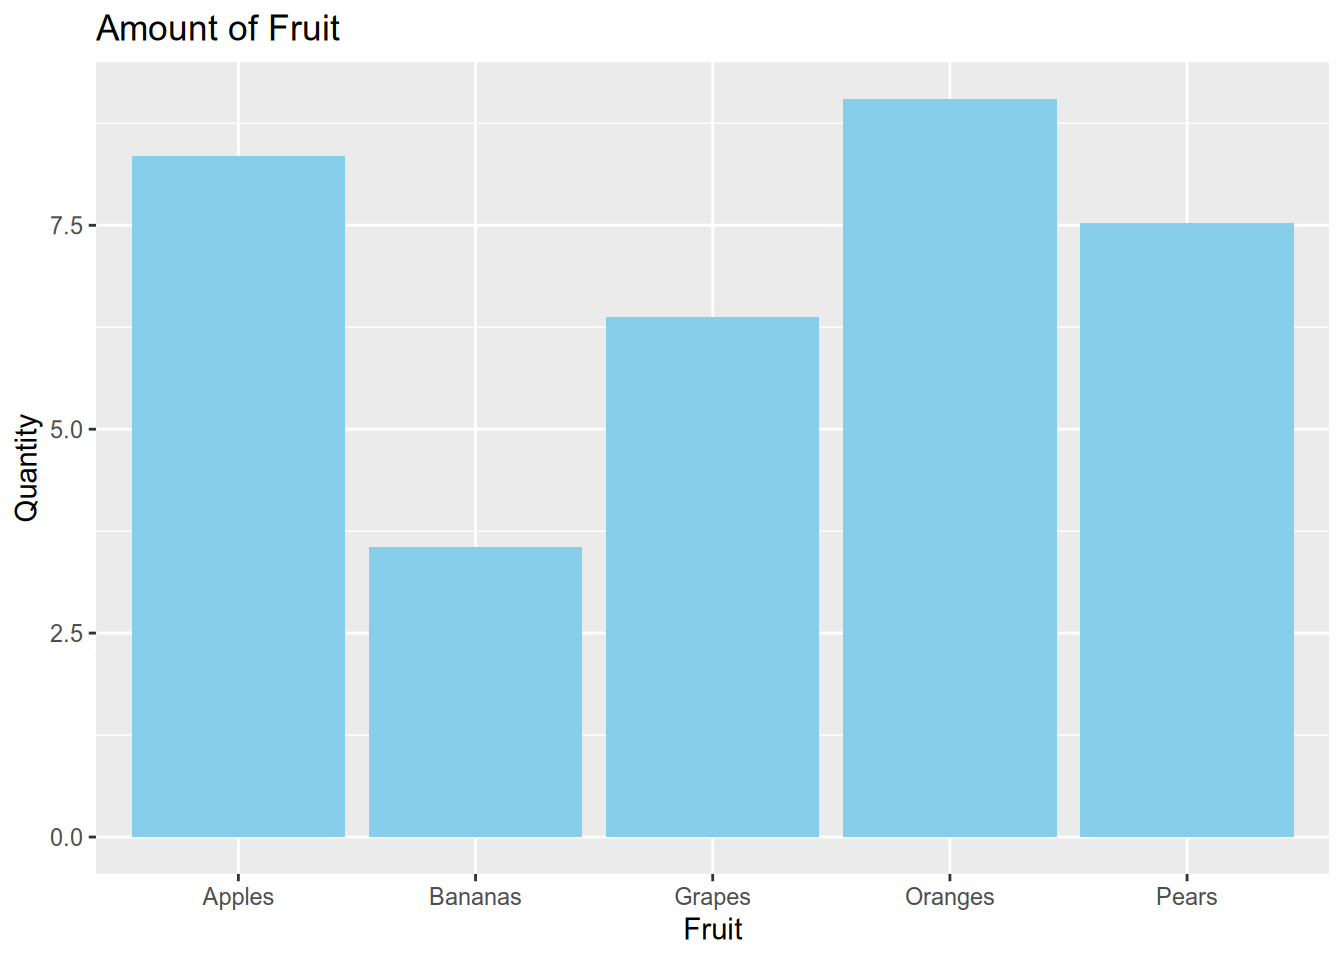 Amount of Fruit
Quantity
7.5
5.0
2.5
0.0
Apples Bananas Grapes Oranges Pears
Fruit